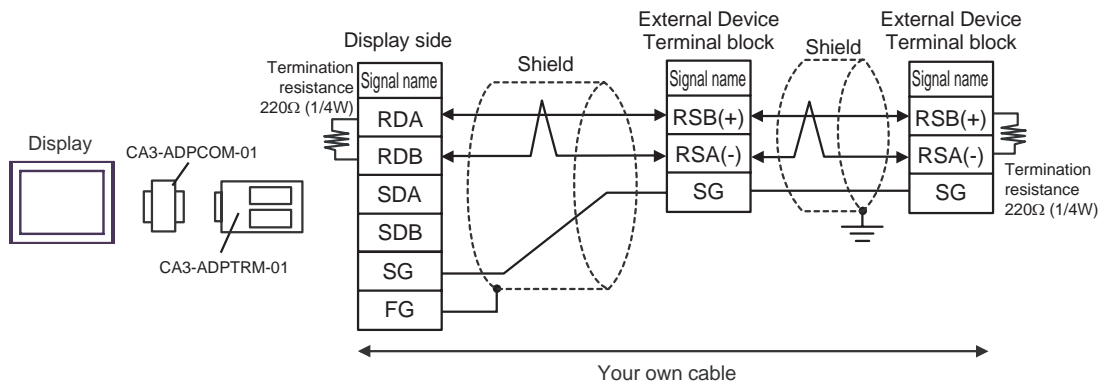 Display
CA3-ADPCOM-01
CA3-ADPTRM-01
Termination
resistance
220Ω (1/4W)
Display side
Signal name
RDA
RDB
SDA
SDB
SG
FG
Shield
External Device
Terminal block
Signal name
RSB(+)
RSA(-)
SG
Shield
External Device
Terminal block
Signal name
RSB(+)
RSA(-)
SG
Termination
resistance
220Ω (1/4W)
Your own cable